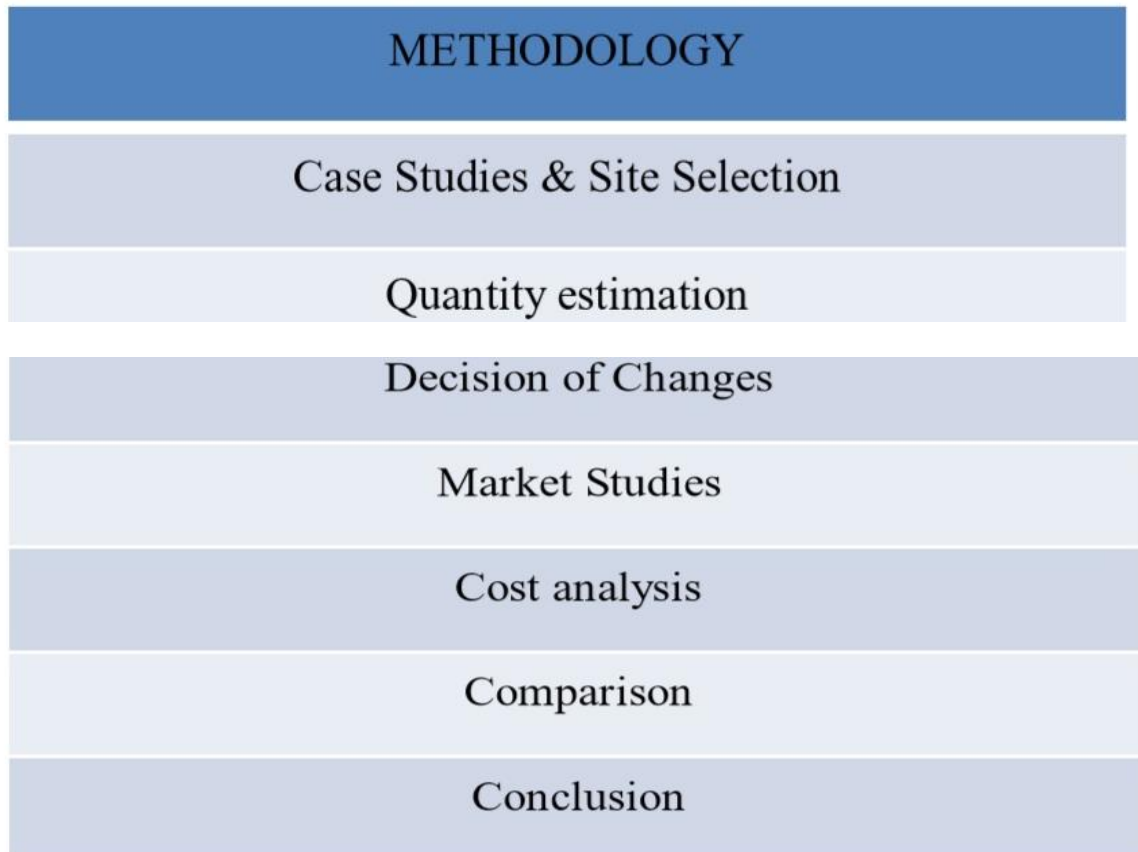 METHODOLOGY
Case Studies & Site Selection
Quantity estimation
Decision of Changes
Market Studies
Cost analysis
Comparison
Conclusion